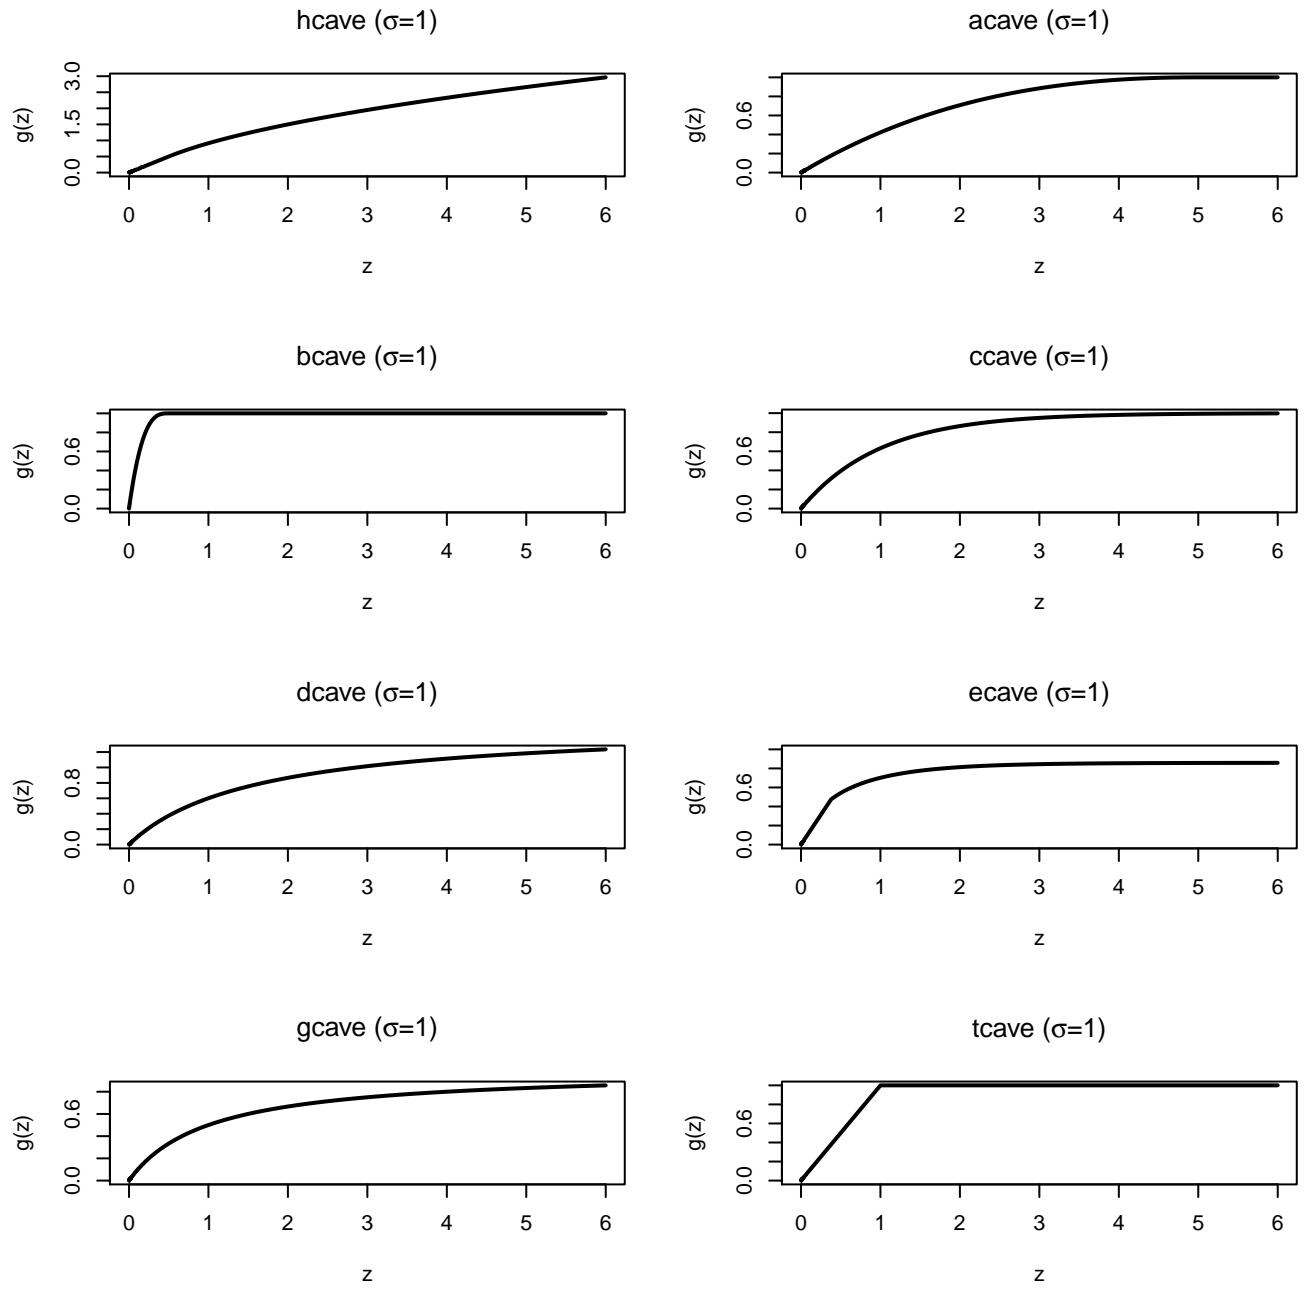 hcave (σ=1)
g(z)
0.0 1.5 3.0
0 1 2 3 4 5 6
z
acave (σ=1)
g(z)
0.0 0.6
0 1 2 3 4 5 6
z
bcave (σ=1)
g(z)
0.0 0.6
0 1 2 3 4 5 6
z
ccave (σ=1)
g(z)
0.0 0.6
0 1 2 3 4 5 6
z
dcave (σ=1)
g(z)
0.0 0.8
0 1 2 3 4 5 6
z
ecave (σ=1)
g(z)
0.0 0.6
0 1 2 3 4 5 6
z
gcave (σ=1)
g(z)
0.0 0.6
0 1 2 3 4 5 6
z
tcave (σ=1)
g(z)
0.0 0.6
0 1 2 3 4 5 6
z